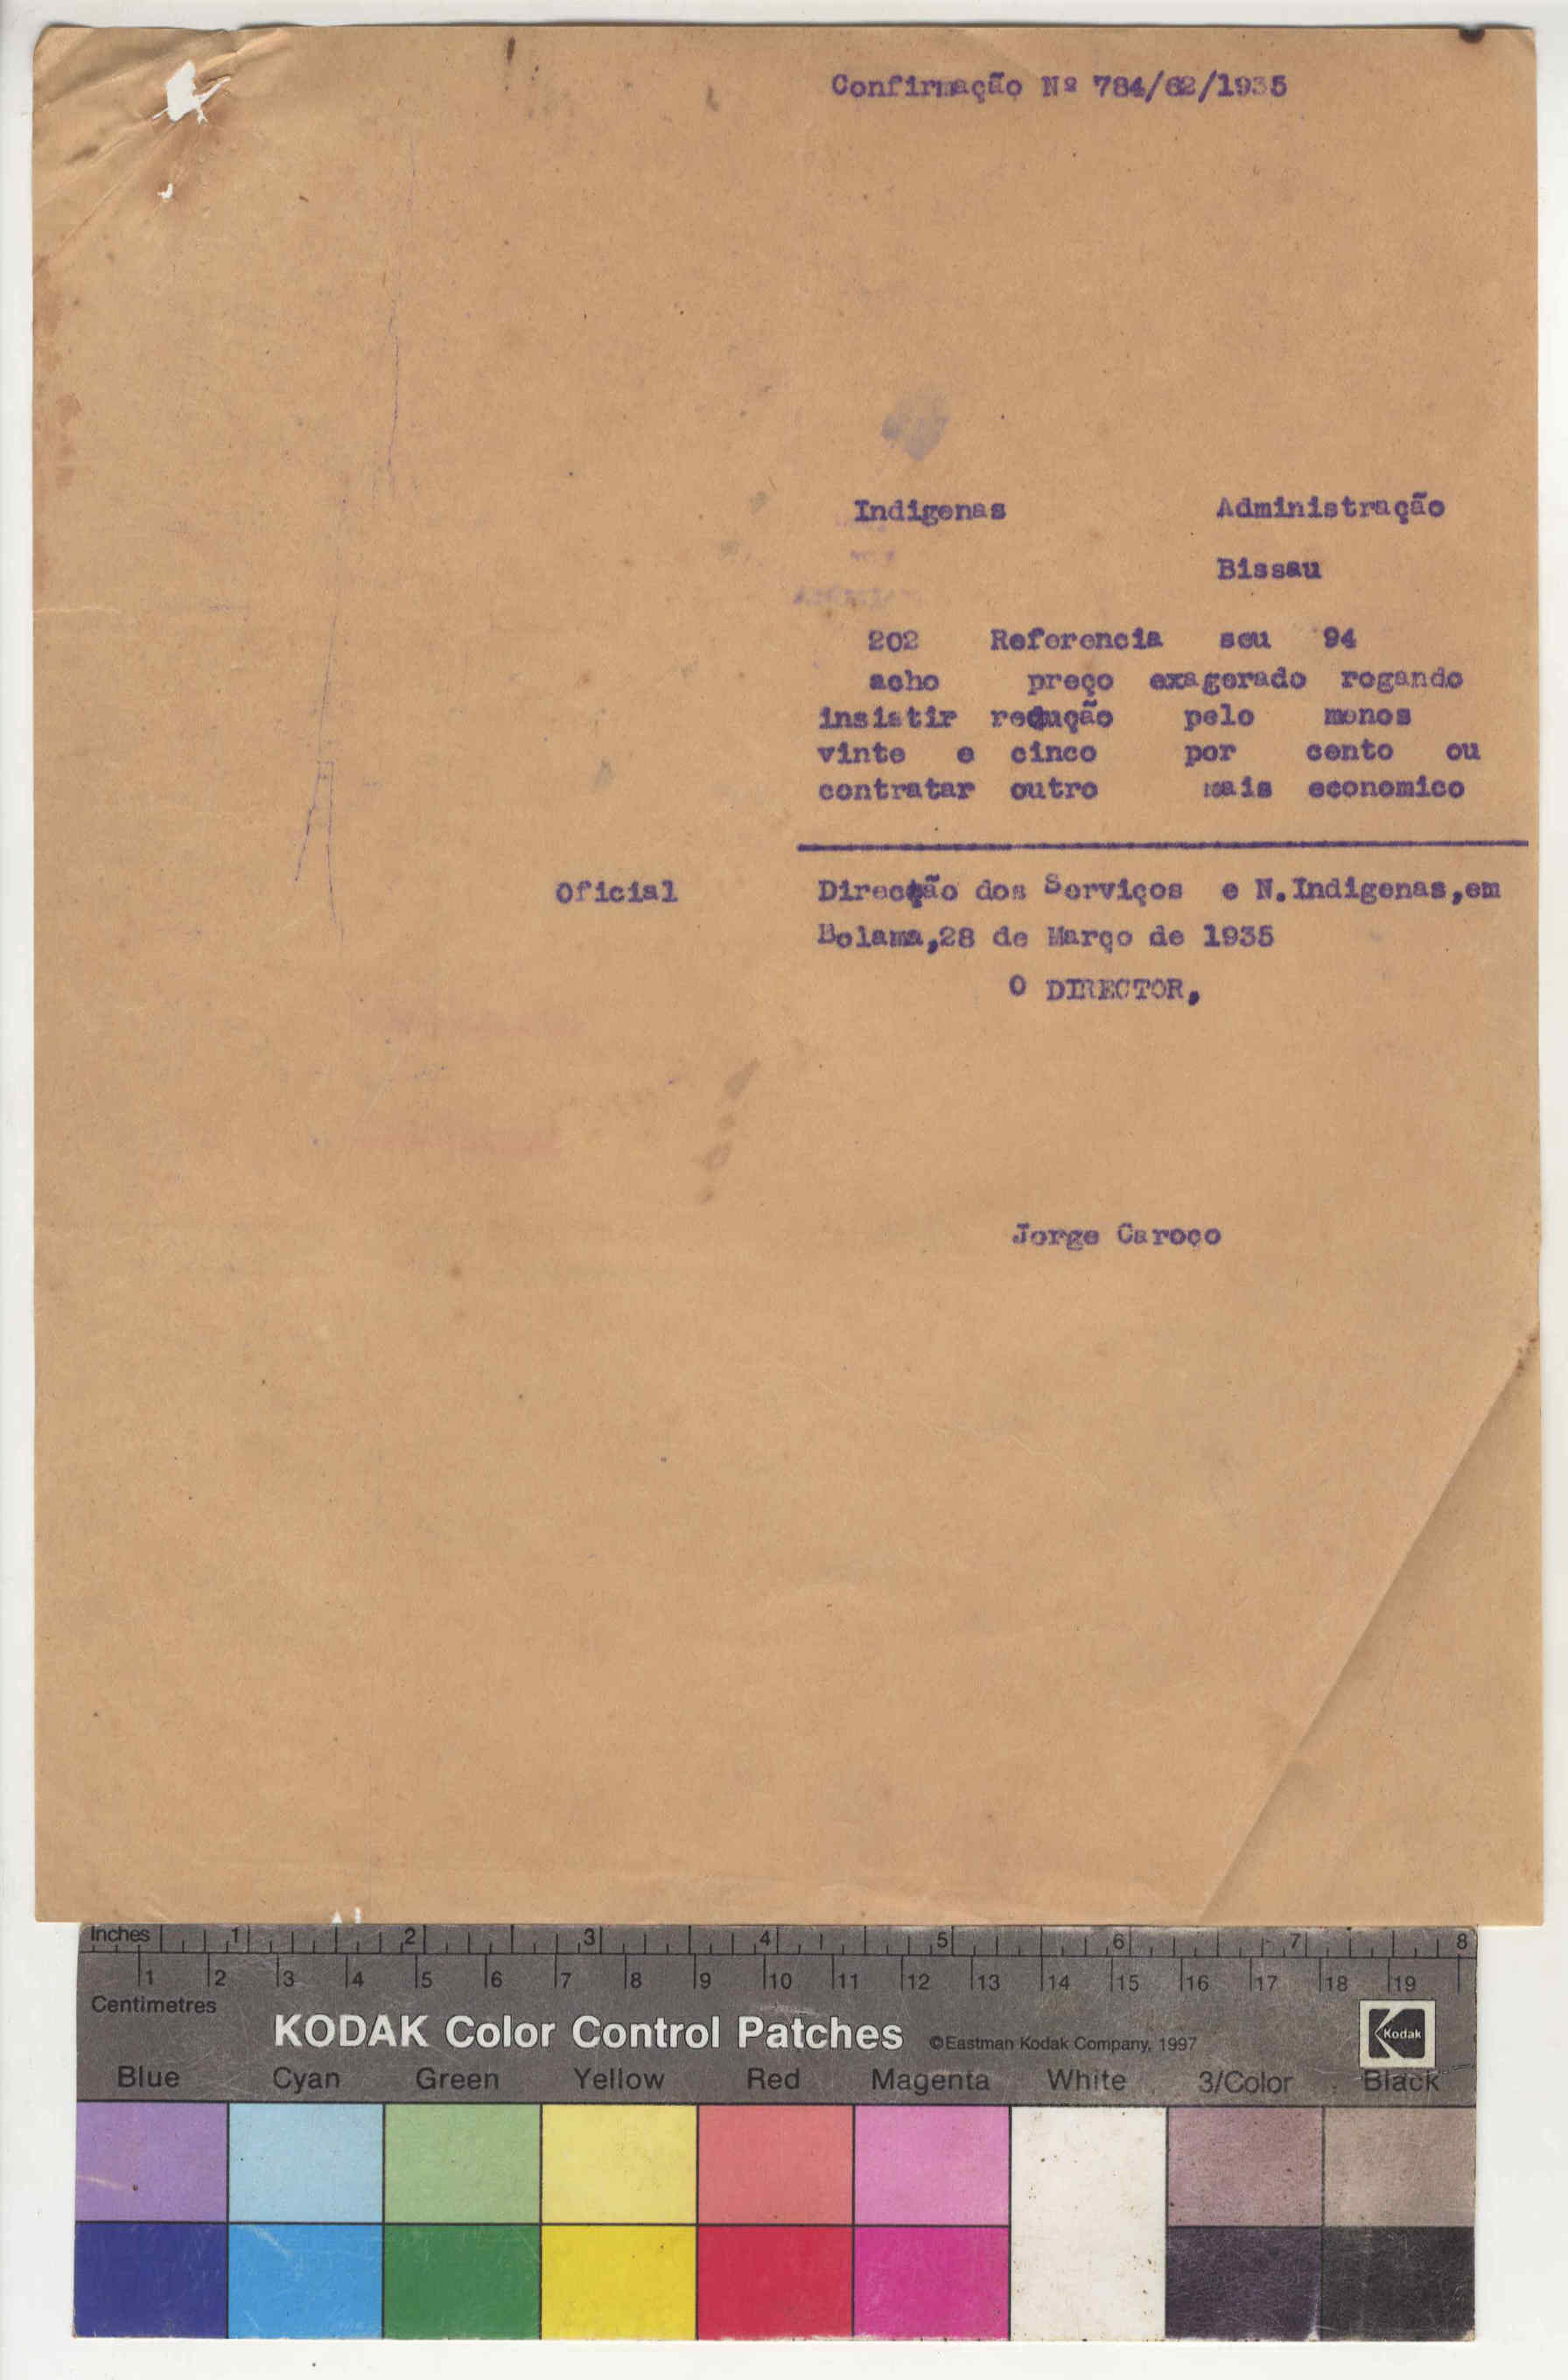 Confirmação Nº 784/62/1935
Indigenas Administração
Bissau
202 Referencia seu 94
acho preço exagerado rogando
insistir redução pelo menos
vinte e cinco por cento ou
contratar outro mais economico
Oficial Direcção dos Serviços e N.Indigenas,em
Bolama,28 de Março de 1935
O DIRECTOR,
Jorge Caroço
Inches 1 2 3 4 5 6 7 8
1 2 3 4 5 6 7 8 9 10 11 12 13 14 15 16 17 18 19
Centimetres
KODAK Color Control Patches ©Eastman Kodak Company, 1997 Kodak
Blue Cyan Green Yellow Red Magenta White 3/Color Black